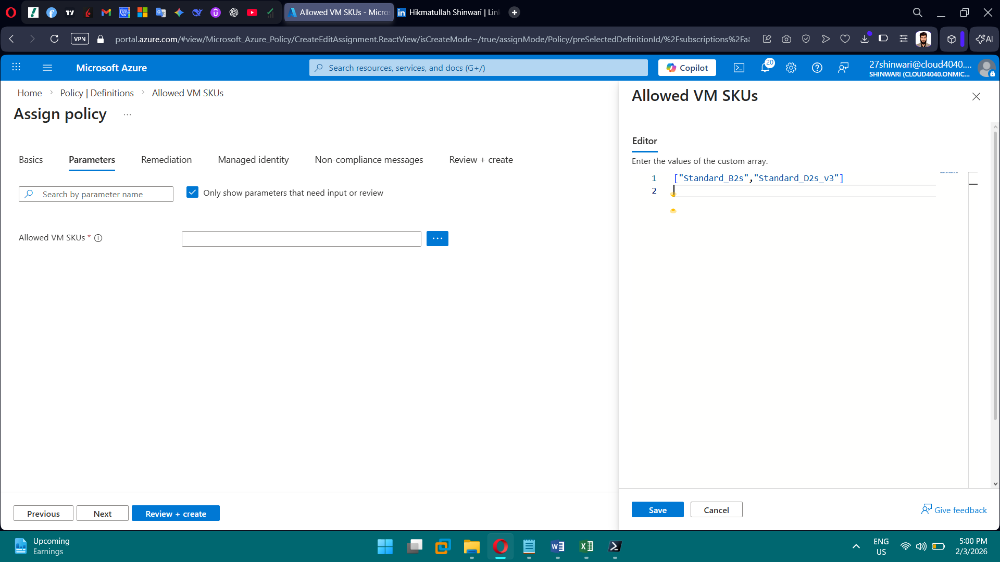 Allowed VM SKUs - Micros
Hikmatullah Shinwari | Lin
VPN
portal.azure.com/#view/Microsoft_Azure_Policy/CreateEditAssignment.ReactView/isCreateMode~/true/assignMode/Policy/preSelectedDefinitionId/%2Fsubscriptions%2Fa8
AI
Microsoft Azure
Search resources, services, and docs (G+/)
Copilot
20
27shinwari@cloud4040....
SHINWARI (CLOUD4040.ONMIC...
Home > Policy | Definitions > Allowed VM SKUs
Assign policy ...
Basics
Parameters
Remediation
Managed identity
Non-compliance messages
Review + create
Search by parameter name
Only show parameters that need input or review
Allowed VM SKUs *
Previous
Next
Review + create
Allowed VM SKUs
Editor
Enter the values of the custom array.
1 ["Standard_B2s","Standard_D2s_v3"]
2
Save
Cancel
Give feedback
Upcoming
Earnings
ENG
US
5:00 PM
2/3/2026